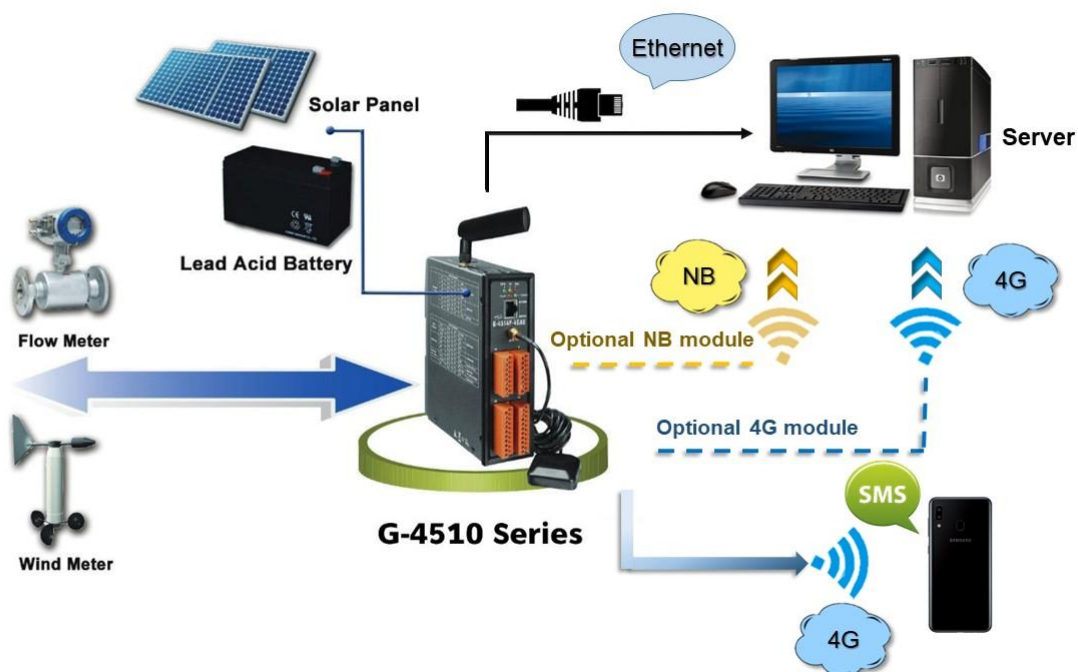 Ethernet
Solar Panel
Server
Lead Acid Battery
NB
4G
Flow Meter
Optional NB module
Optional 4G module
SMS
SAMSUNG
G-4510 Series
Wind Meter
4G